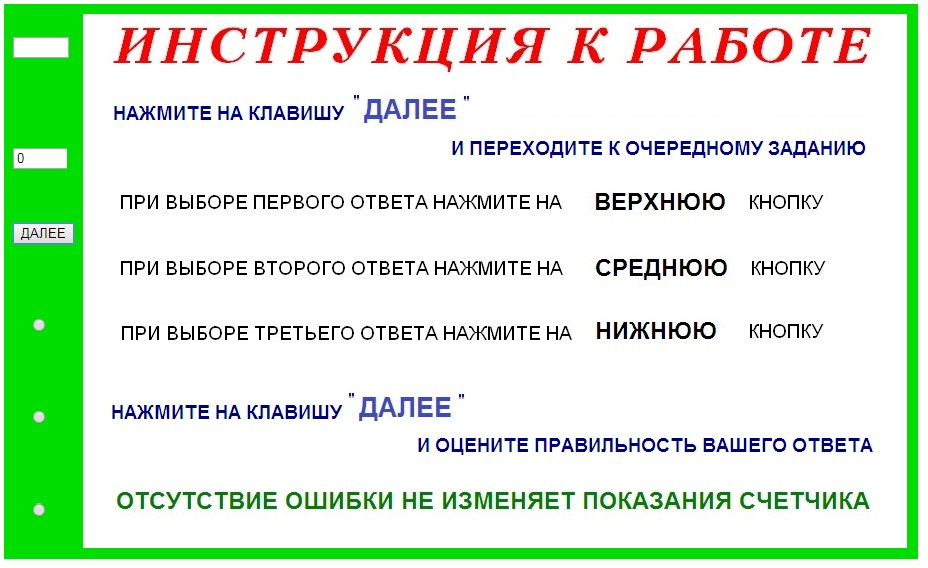 ИНСТРУКЦИЯ К РАБОТЕ
НАЖМИТЕ НА КЛАВИШУ "ДАЛЕЕ"
И ПЕРЕХОДИТЕ К ОЧЕРЕДНОМУ ЗАДАНИЮ
0
ПРИ ВЫБОРЕ ПЕРВОГО ОТВЕТА НАЖМИТЕ НА ВЕРХНЮЮ КНОПКУ
ДАЛЕЕ
ПРИ ВЫБОРЕ ВТОРОГО ОТВЕТА НАЖМИТЕ НА СРЕДНЮЮ КНОПКУ
ПРИ ВЫБОРЕ ТРЕТЬЕГО ОТВЕТА НАЖМИТЕ НА НИЖНЮЮ КНОПКУ
НАЖМИТЕ НА КЛАВИШУ "ДАЛЕЕ"
И ОЦЕНИТЕ ПРАВИЛЬНОСТЬ ВАШЕГО ОТВЕТА
ОТСУТСТВИЕ ОШИБКИ НЕ ИЗМЕНЯЕТ ПОКАЗАНИЯ СЧЕТЧИКА